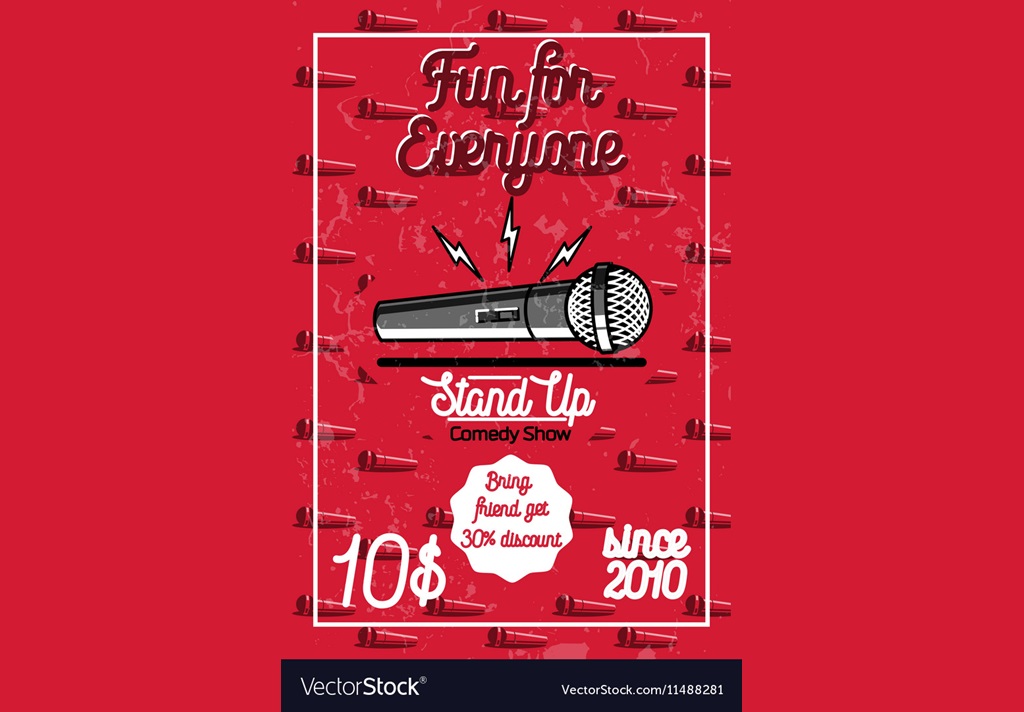 Fun for
Everyone
Stand Up
Comedy Show
Bring
friend get
30% discount
10$
since
2010
VectorStock®
VectorStock.com/11488281